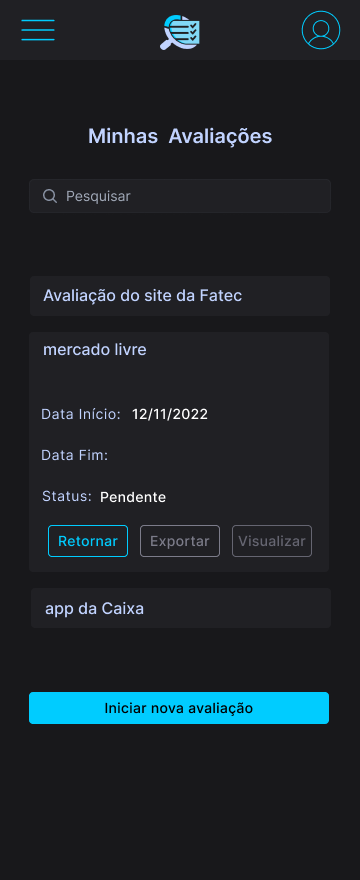 Minhas Avaliações
Pesquisar
Avaliação do site da Fatec
mercado livre
Data Início: 12/11/2022
Data Fim:
Status: Pendente
Retornar Exportar Visualizar
app da Caixa
Iniciar nova avaliação